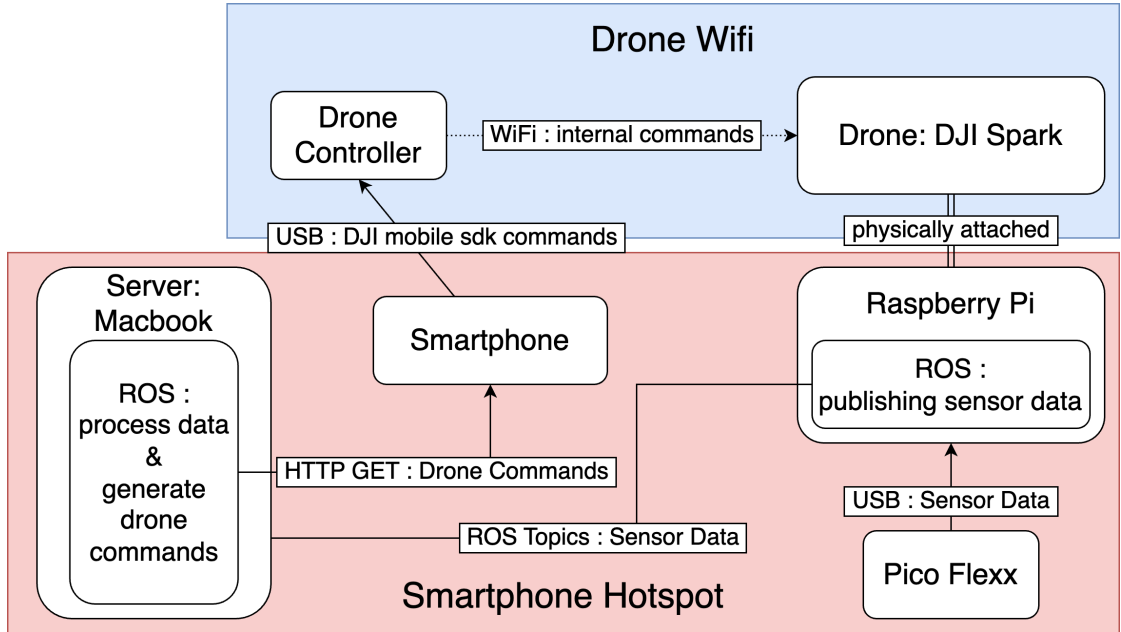 Drone Wifi
Drone
Controller
WiFi : internal commands
Drone: DJI Spark
USB : DJI mobile sdk commands
physically attached
Server:
Macbook
ROS :
process data
&
generate
drone
commands
Smartphone
HTTP GET : Drone Commands
ROS Topics : Sensor Data
Raspberry Pi
ROS :
publishing sensor data
USB : Sensor Data
Pico Flexx
Smartphone Hotspot